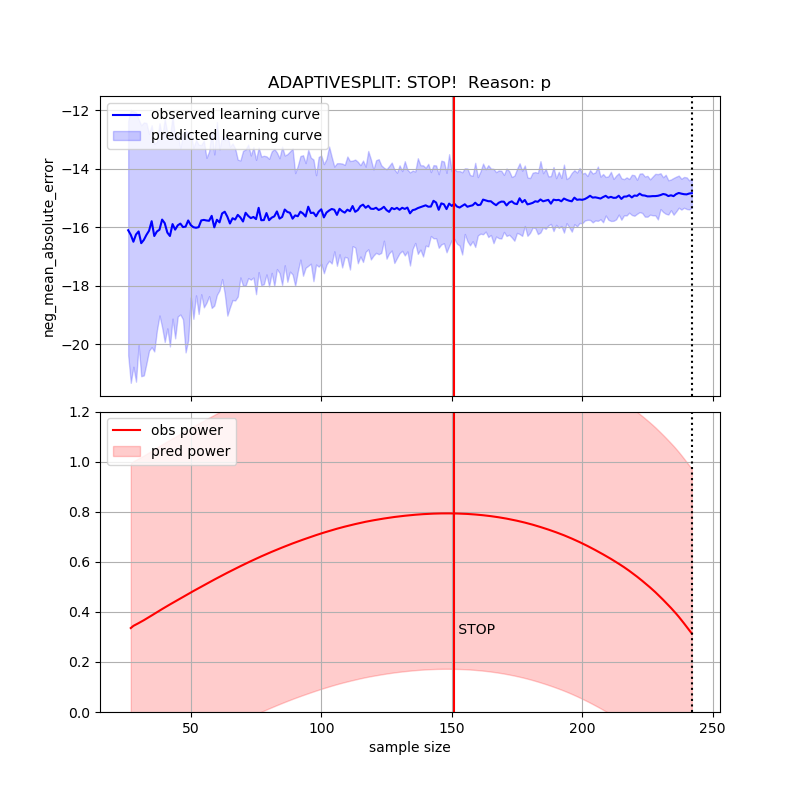 ADAPTIVESPLIT: STOP!  Reason: p
neg_mean_absolute_error
−12
−14
−16
−18
−20
observed learning curve
predicted learning curve
1.2
1.0
0.8
0.6
0.4
0.2
0.0
obs power
pred power
STOP
50
100
150
200
250
sample size